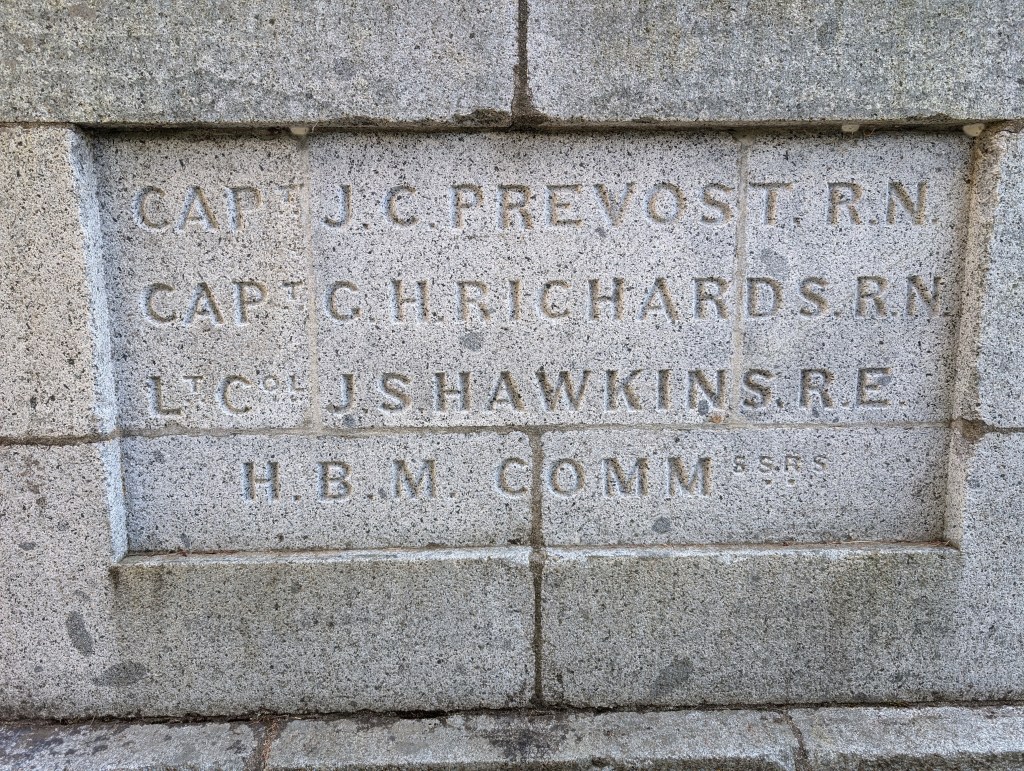 CAPT J.C. PREVOST. R.N.
CAPT G.H. RICHARDS. R.N.
LT COL J.S. HAWKINS. R.E.
H.B.M. COMMSSRS